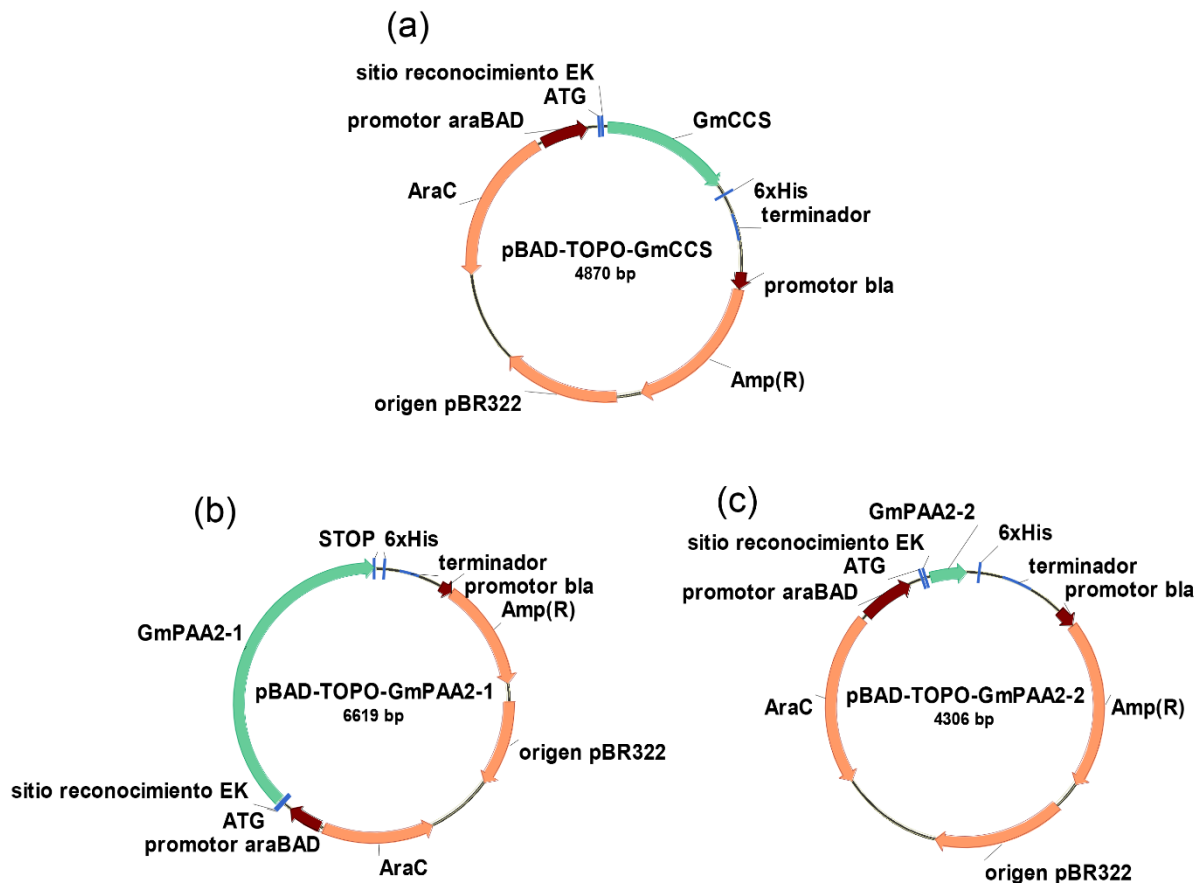 (a)
sitio reconocimiento EK
ATG
promotor araBAD
GmCCS
AraC
6xHis
terminador
pBAD-TOPO-GmCCS
4870 bp
promotor bla
Amp(R)
origen pBR322
(b)
STOP 6xHis
terminador
promotor bla
Amp(R)
GmPAA2-1
pBAD-TOPO-GmPAA2-1
6619 bp
origen pBR322
sitio reconocimiento EK
ATG
promotor araBAD
AraC
(c)
GmPAA2-2
sitio reconocimiento EK
6xHis
ATG
terminador
promotor araBAD
promotor bla
AraC
pBAD-TOPO-GmPAA2-2
4306 bp
Amp(R)
origen pBR322